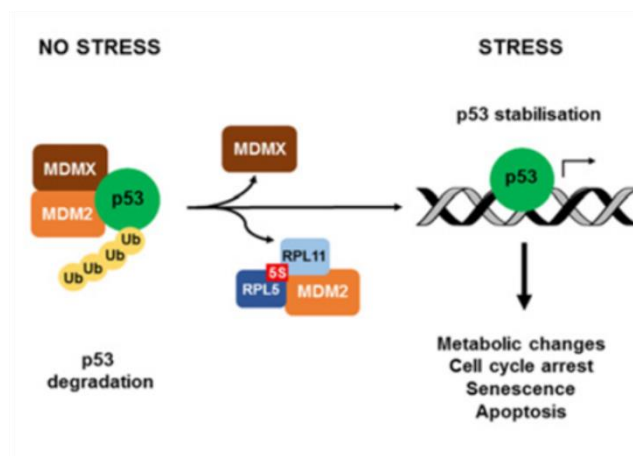 NO STRESS
STRESS
p53 stabilisation
MDMX
MDM2
p53
Ub
Ub
Ub
Ub
MDMX
RPL11
5S
RPL5
MDM2
p53
p53
degradation
Metabolic changes
Cell cycle arrest
Senescence
Apoptosis